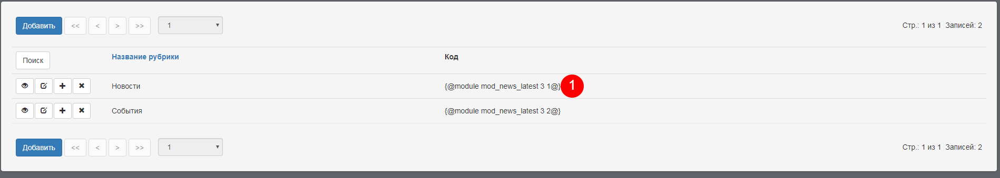 Добавить << < > >> 1 Стр.: 1 из 1 Записей: 2
Поиск Название рубрики Код
Новости {@module mod_news_latest 3 1@} 1
События {@module mod_news_latest 3 2@}
Добавить << < > >> 1 Стр.: 1 из 1 Записей: 2